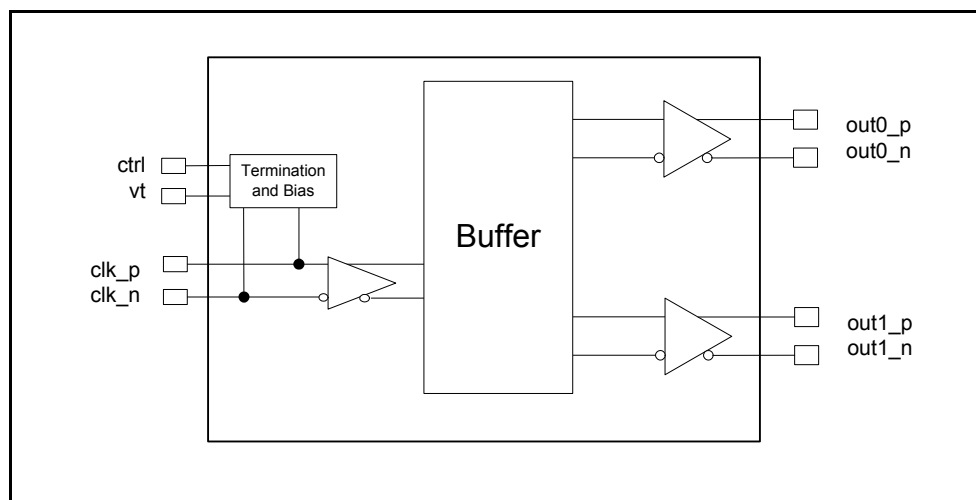 ctrl
vt
Termination
and Bias
clk_p
clk_n
Buffer
out0_p
out0_n
out1_p
out1_n